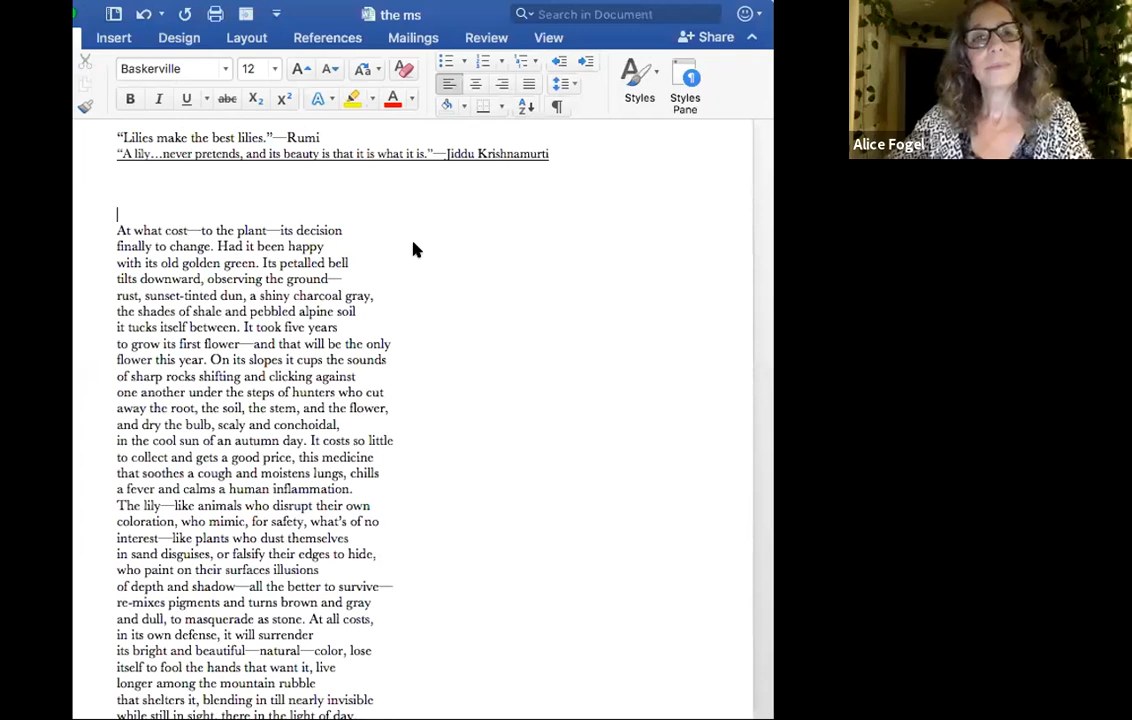 the ms
Search in Document
Insert Design Layout References Mailings Review View Share
Baskerville 12 A A Aa A
B I U abc X2 X2 A A
Styles Styles Pane
"Lilies make the best lilies."—Rumi
"A lily…never pretends, and its beauty is that it is what it is."—Jiddu Krishnamurti
At what cost—to the plant—its decision
finally to change. Had it been happy
with its old golden green. Its petalled bell
tilts downward, observing the ground—
rust, sunset-tinted dun, a shiny charcoal gray,
the shades of shale and pebbled alpine soil
it tucks itself between. It took five years
to grow its first flower—and that will be the only
flower this year. On its slopes it cups the sounds
of sharp rocks shifting and clicking against
one another under the steps of hunters who cut
away the root, the soil, the stem, and the flower,
and dry the bulb, scaly and conchoidal,
in the cool sun of an autumn day. It costs so little
to collect and gets a good price, this medicine
that soothes a cough and moistens lungs, chills
a fever and calms a human inflammation.
The lily—like animals who disrupt their own
coloration, who mimic, for safety, what's of no
interest—like plants who dust themselves
in sand disguises, or falsify their edges to hide,
who paint on their surfaces illusions
of depth and shadow—all the better to survive—
re-mixes pigments and turns brown and gray
and dull, to masquerade as stone. At all costs,
in its own defense, it will surrender
its bright and beautiful—natural—color, lose
itself to fool the hands that want it, live
longer among the mountain rubble
that shelters it, blending in till nearly invisible
while still in sight, there in the light of day.
Alice Fogel